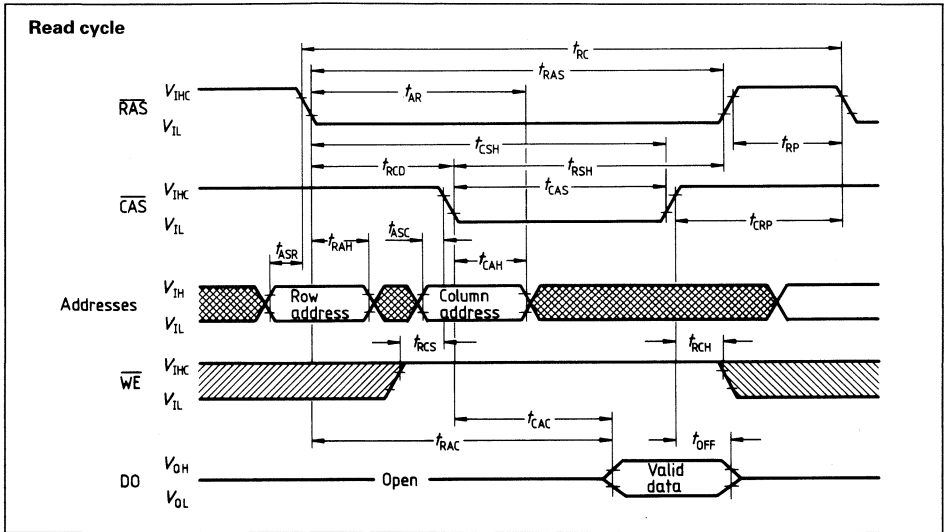 Read cycle
tRC
tRAS
tAR
RAS
VIHC
VIL
tCSH
tRP
tRCD
tRSH
CAS
VIHC
VIL
tCAS
tCRP
tASR
tRAH
tASC
tCAH
Addresses
VIH
VIL
Row address
Column address
tRCS
tRCH
WE
VIHC
VIL
tCAC
tRAC
tOFF
DO
VOH
VOL
Open
Valid data